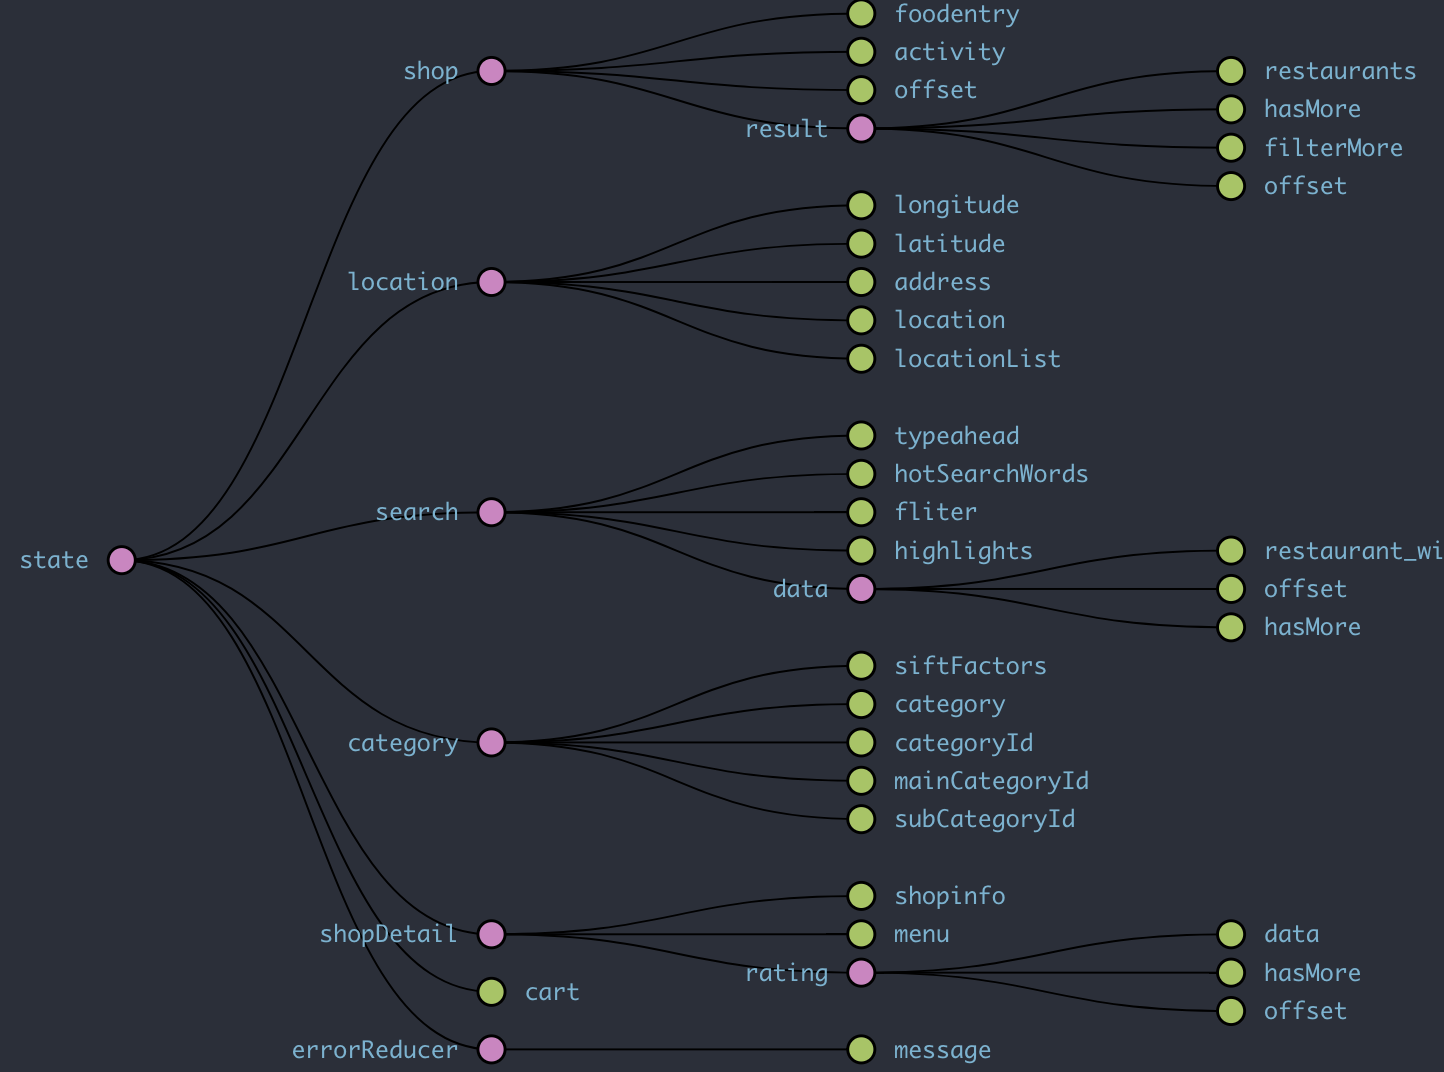 foodentry
shop
activity
restaurants
offset
hasMore
result
filterMore
offset
longitude
latitude
location
address
location
locationList
typeahead
hotSearchWords
search
fliter
highlights
restaurant_wi
state
data
offset
hasMore
siftFactors
category
category
categoryId
mainCategoryId
subCategoryId
shopinfo
shopDetail
menu
data
rating
hasMore
cart
offset
errorReducer
message